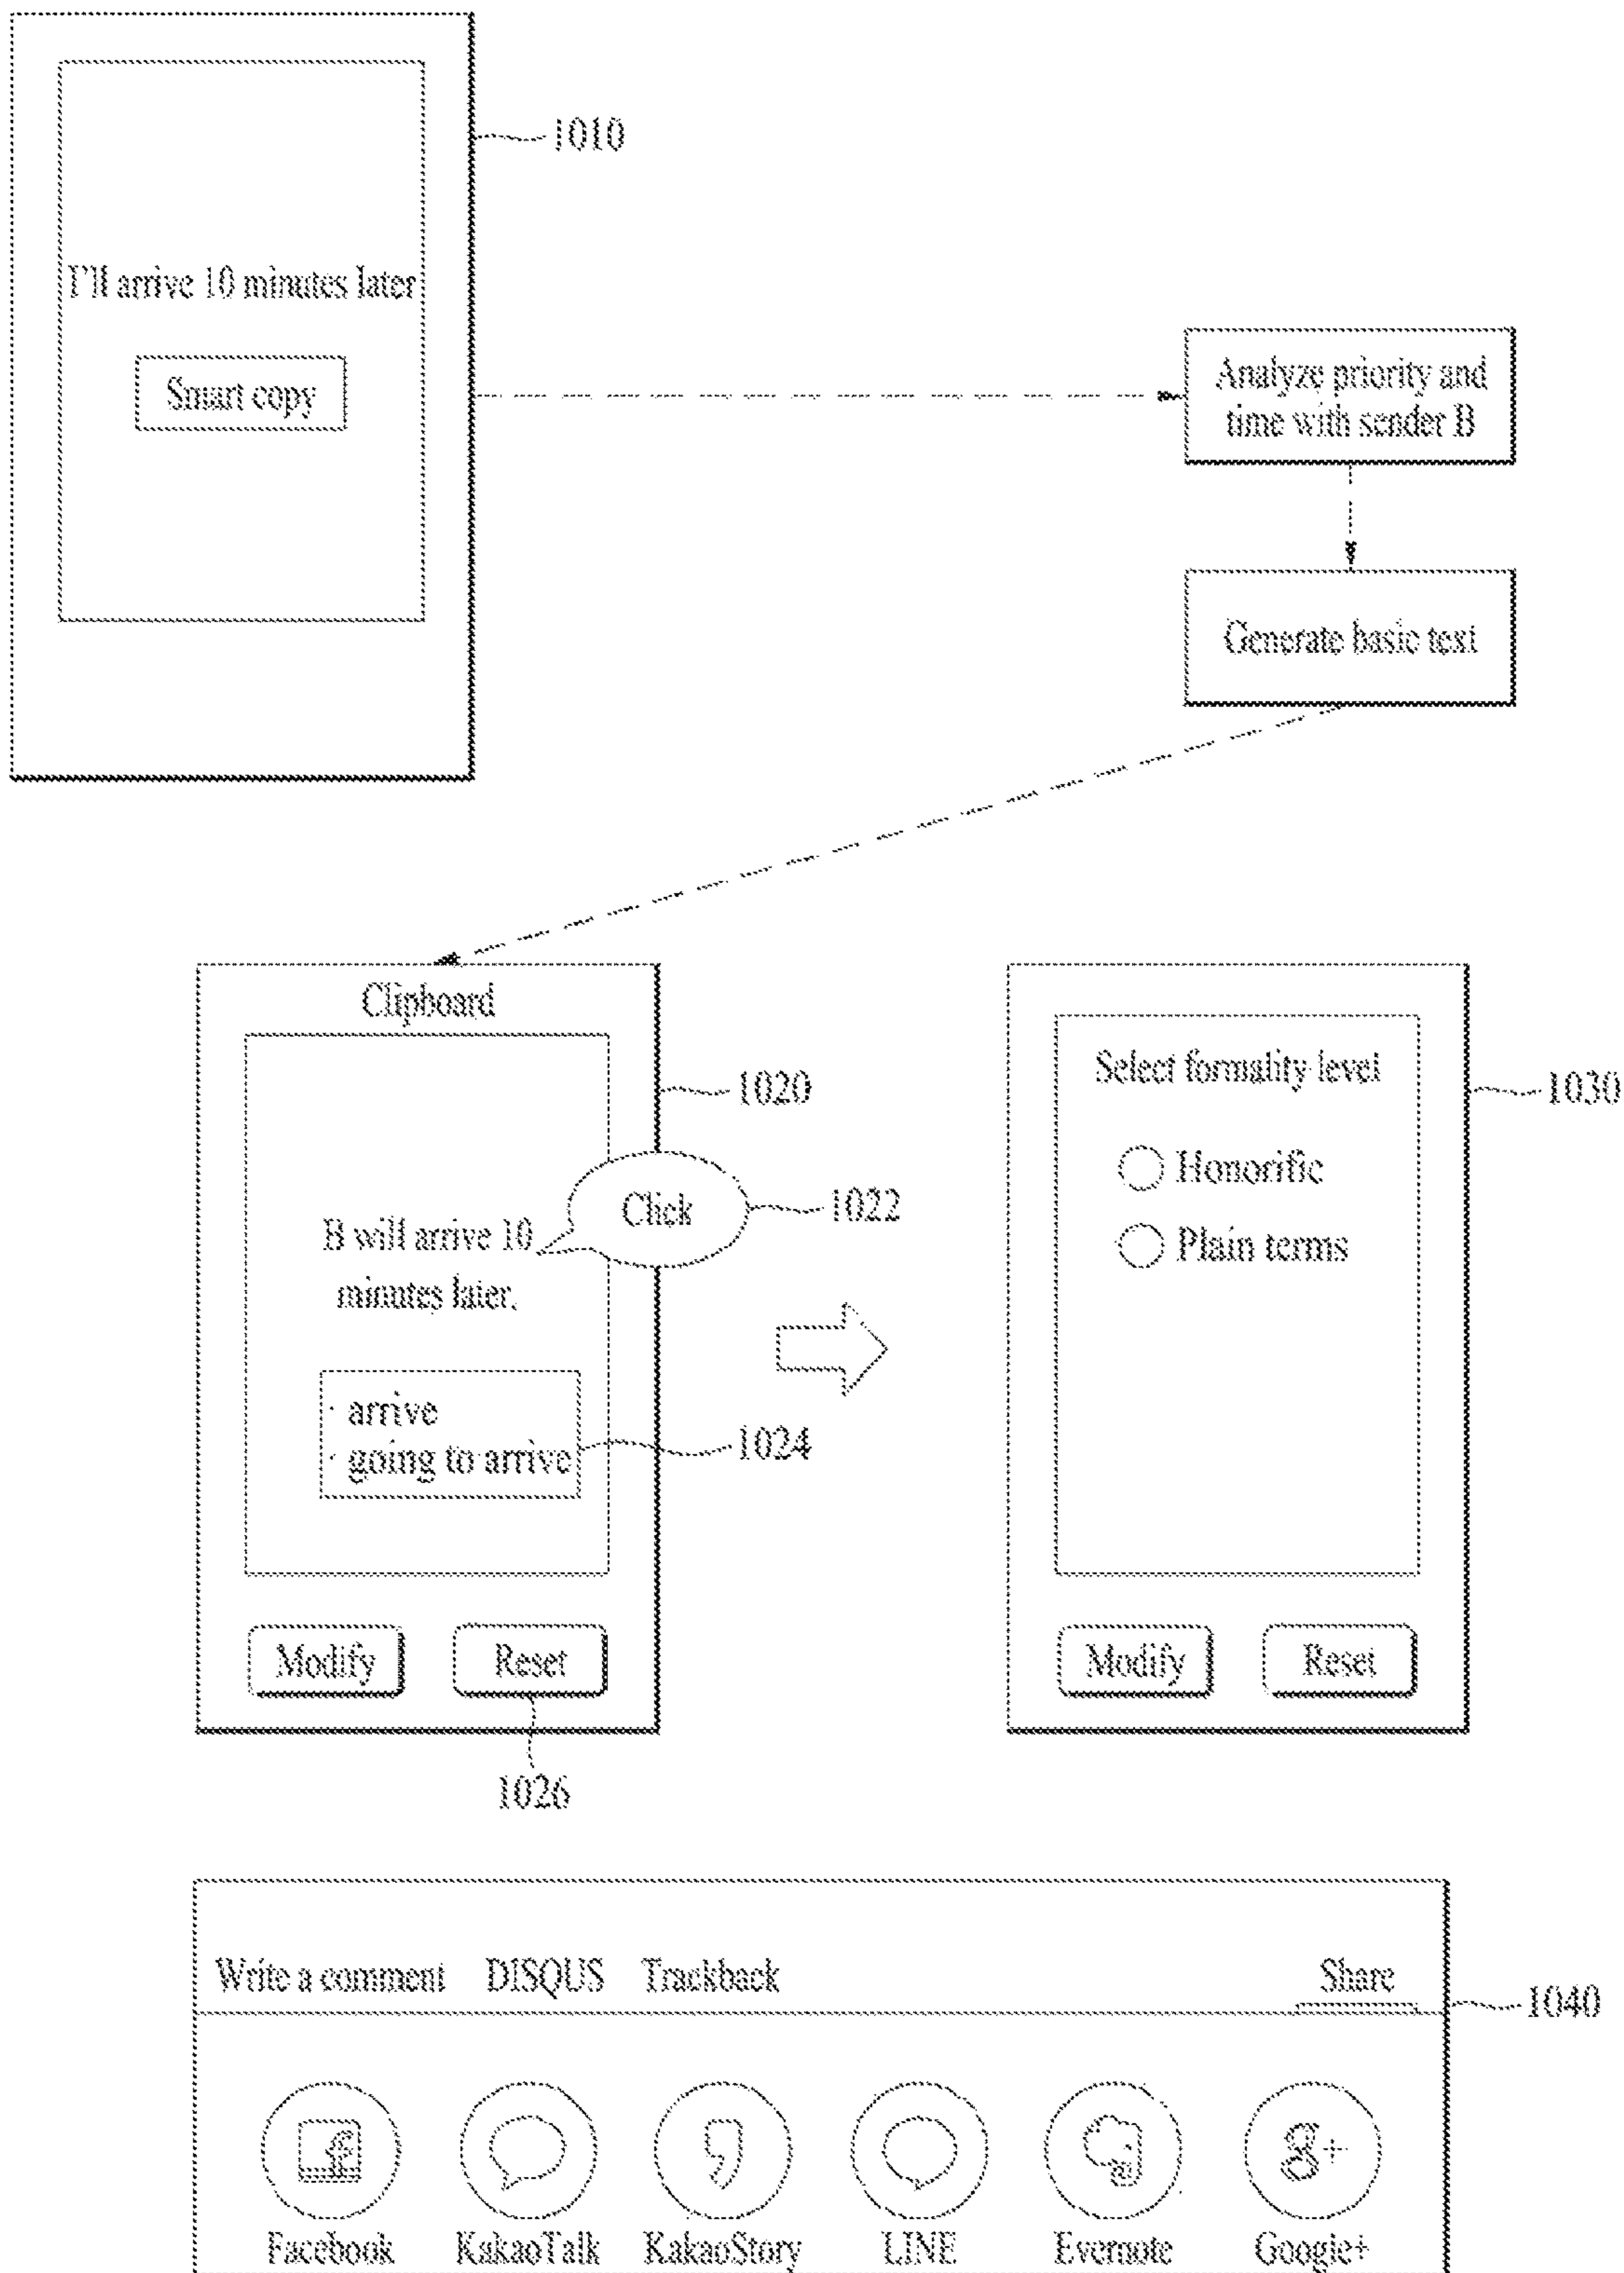 1010
I'll arrive 10 minutes later
Smart copy
Analyze priority and
time with sender B
Generate basic text
Clipboard
1020
Click
1022
B will arrive 10
minutes later.
· arrive
· going to arrive
1024
Modify
Reset
1026
Select formality level
1030
Honorific
Plain terms
Modify
Reset
Write a comment DISQUS Trackback Share
1040
Facebook KakaoTalk KakaoStory LINE Evernote Google+